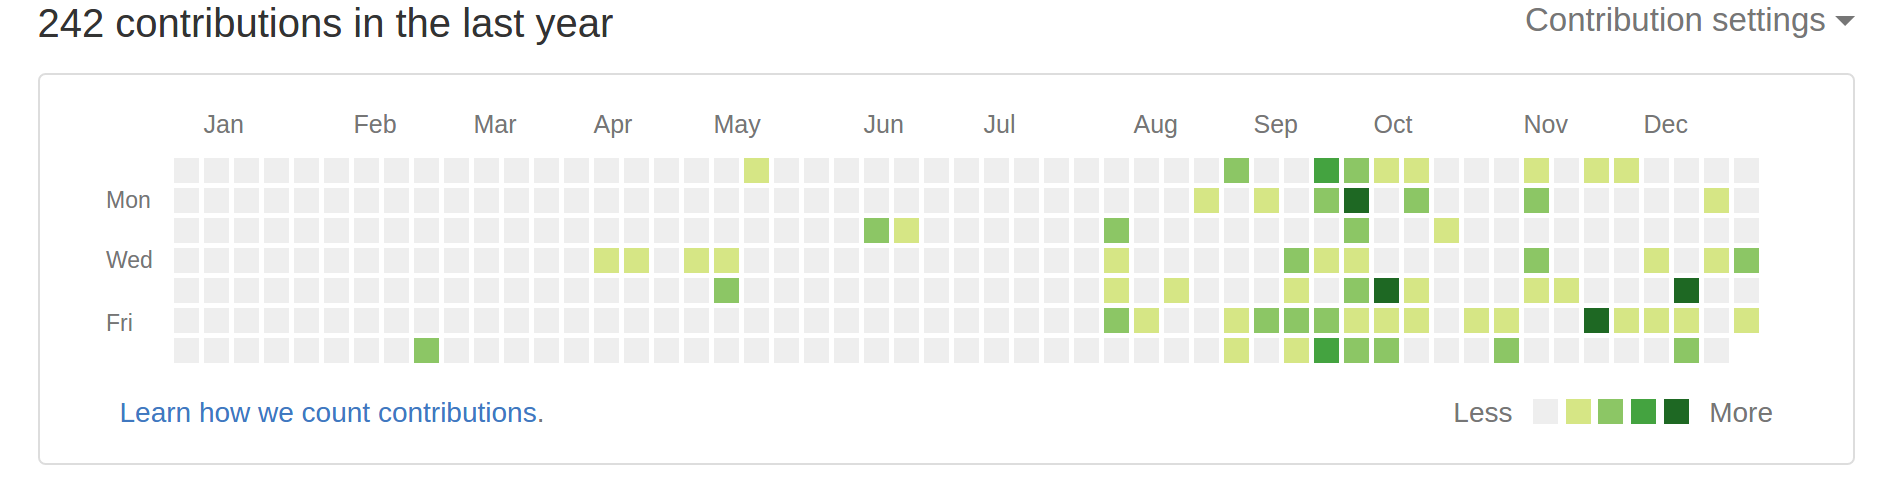 242 contributions in the last year
Contribution settings
Jan Feb Mar Apr May Jun Jul Aug Sep Oct Nov Dec
Mon
Wed
Fri
Learn how we count contributions.
Less More